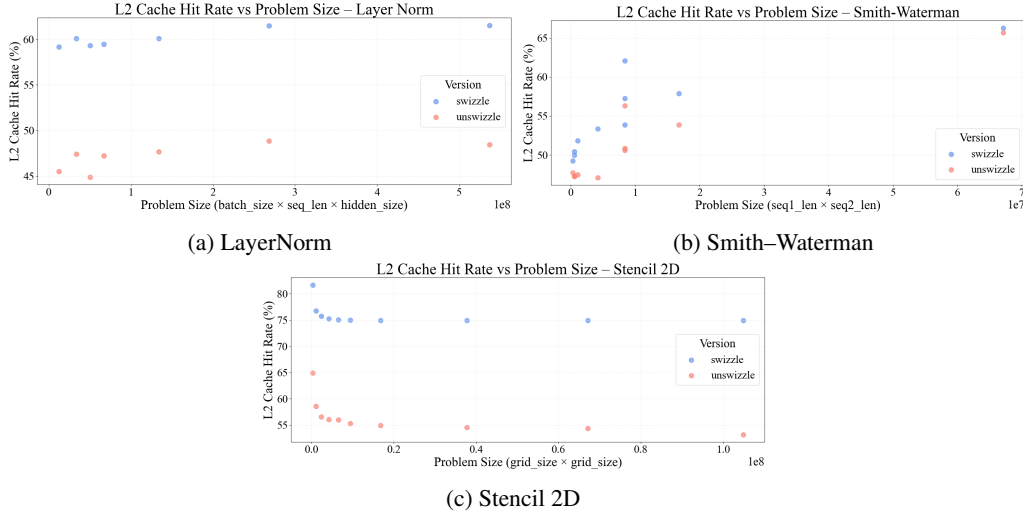 L2 Cache Hit Rate vs Problem Size – Layer Norm
L2 Cache Hit Rate (%)
60
55
50
45
Version
swizzle
unswizzle
0 1 2 3 4 5
1e8
Problem Size (batch_size × seq_len × hidden_size)
(a) LayerNorm
L2 Cache Hit Rate vs Problem Size – Smith-Waterman
L2 Cache Hit Rate (%)
65
60
55
50
Version
swizzle
unswizzle
0 1 2 3 4 5 6 7
1e7
Problem Size (seq1_len × seq2_len)
(b) Smith–Waterman
L2 Cache Hit Rate vs Problem Size – Stencil 2D
L2 Cache Hit Rate (%)
80
75
70
65
60
55
Version
swizzle
unswizzle
0.0 0.2 0.4 0.6 0.8 1.0
1e8
Problem Size (grid_size × grid_size)
(c) Stencil 2D